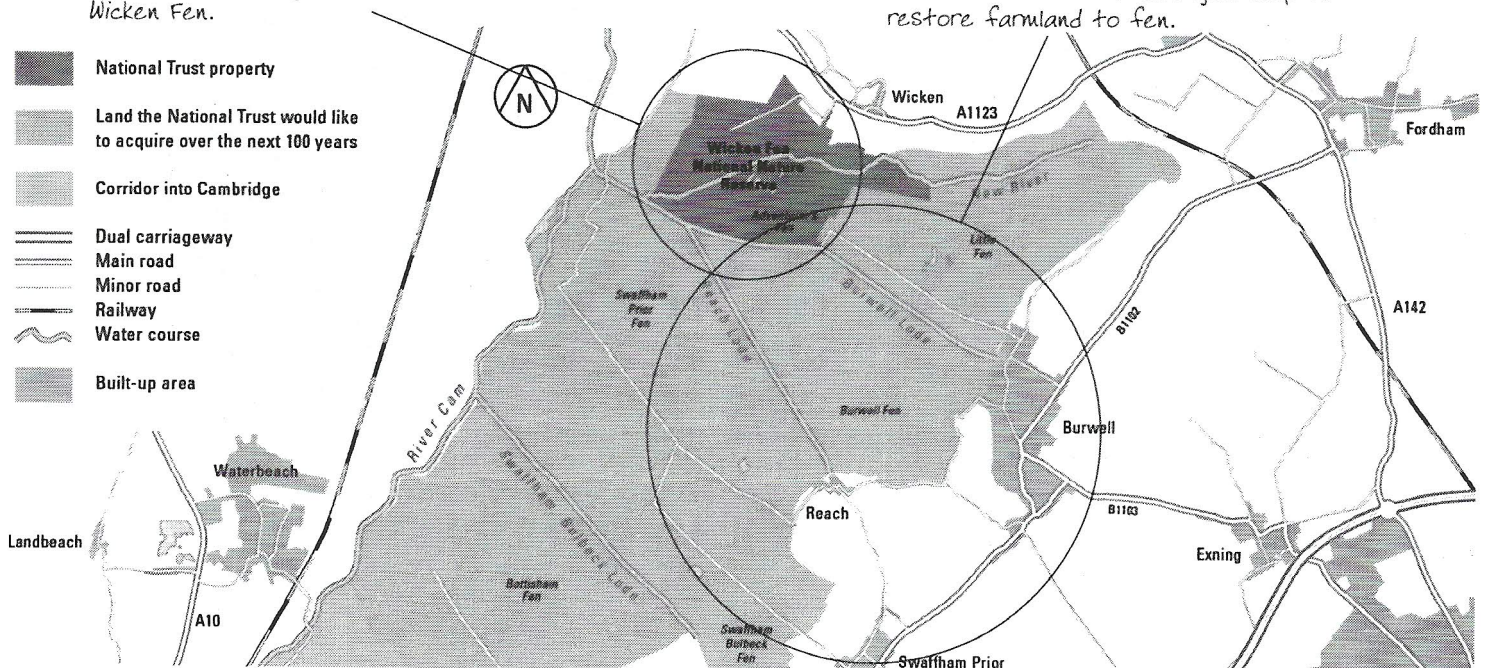 Wicken Fen.
restore farmland to fen.
National Trust property
Land the National Trust would like
to acquire over the next 100 years
Corridor into Cambridge
Dual carriageway
Main road
Minor road
Railway
Water course
Built-up area
N
Wicken
A1123
Fordham
Wicken Fen
National Nature
Reserve
New River
Adventurer's
Fen
Little
Fen
Swaffham
Prior
Fen
Reach Lode
Burwell Lode
B1102
A142
River Cam
Burwell Fen
Burwell
Waterbeach
Swaffham Bulbeck Lode
Landbeach
Reach
B1103
Exning
Bottisham
Fen
A10
Swaffham
Bulbeck
Fen
Swaffham Prior